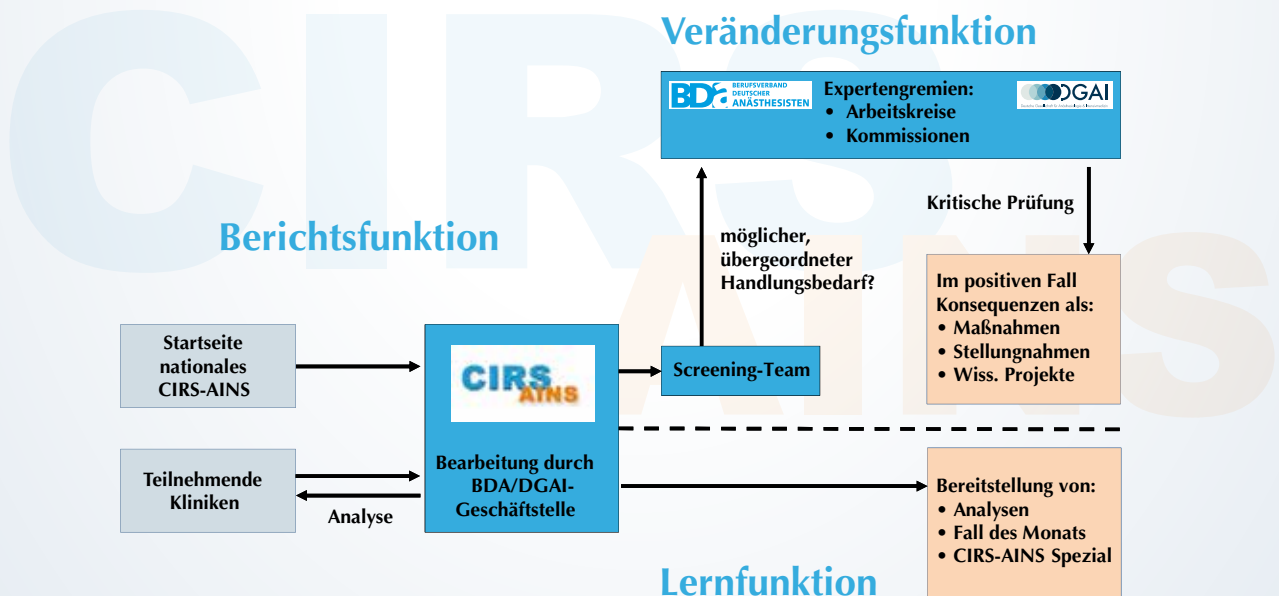 CIRS
AINS
Veränderungsfunktion
BDA BERUFSVERBAND
DEUTSCHER
ANÄSTHESISTEN
Expertengremien:
• Arbeitskreise
• Kommissionen
DGAI
Kritische Prüfung
Berichtsfunktion
möglicher,
übergeordneter
Handlungsbedarf?
Im positiven Fall
Konsequenzen als:
• Maßnahmen
• Stellungnahmen
• Wiss. Projekte
Startseite
nationales
CIRS-AINS
CIRS
AINS
Screening-Team
Teilnehmende
Kliniken
Analyse
Bearbeitung durch
BDA/DGAI-
Geschäftstelle
Bereitstellung von:
• Analysen
• Fall des Monats
• CIRS-AINS Spezial
Lernfunktion